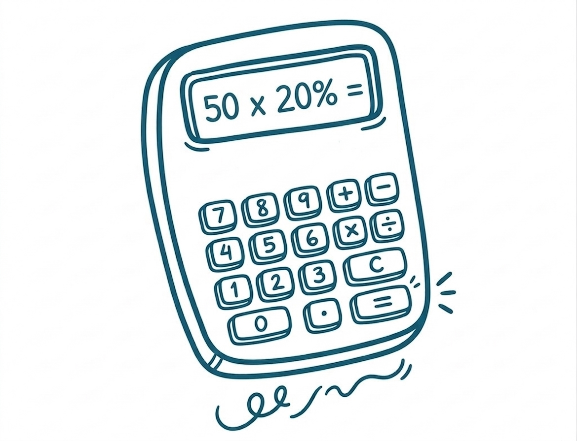 50 x 20% =
7 8 9 + −
4 5 6 x ÷
1 2 3 C
0 . =